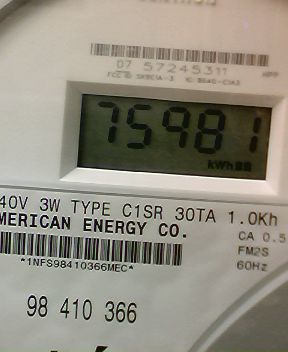 07 57245311
75981
kWh
40V 3W TYPE C1SR 30TA 1.0Kh
MERICAN ENERGY CO.
CA 0.5
*1NFS98410366MEC*
FM2S
60Hz
98 410 366